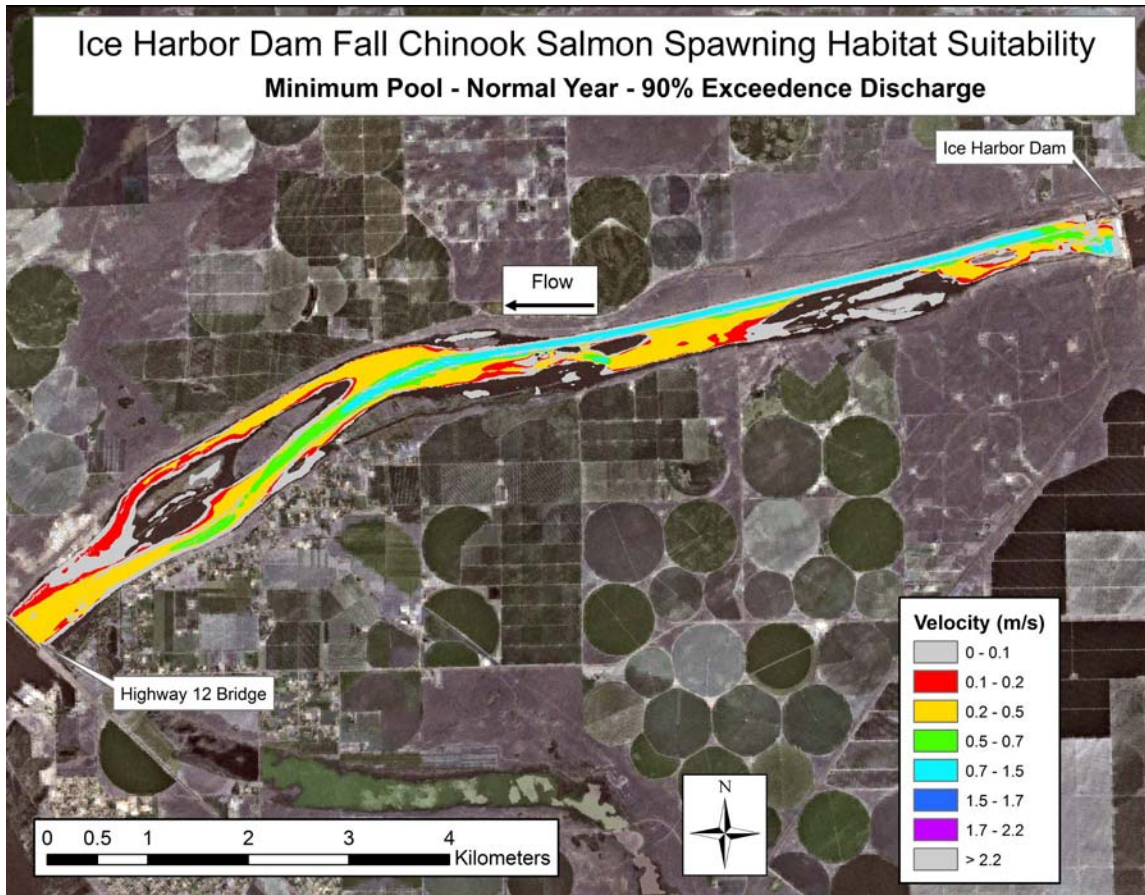 Ice Harbor Dam Fall Chinook Salmon Spawning Habitat Suitability
Minimum Pool - Normal Year - 90% Exceedence Discharge
Ice Harbor Dam
Flow
Highway 12 Bridge
Velocity (m/s)
0 - 0.1
0.1 - 0.2
0.2 - 0.5
0.5 - 0.7
0.7 - 1.5
1.5 - 1.7
1.7 - 2.2
> 2.2
N
0 0.5 1 2 3 4
Kilometers